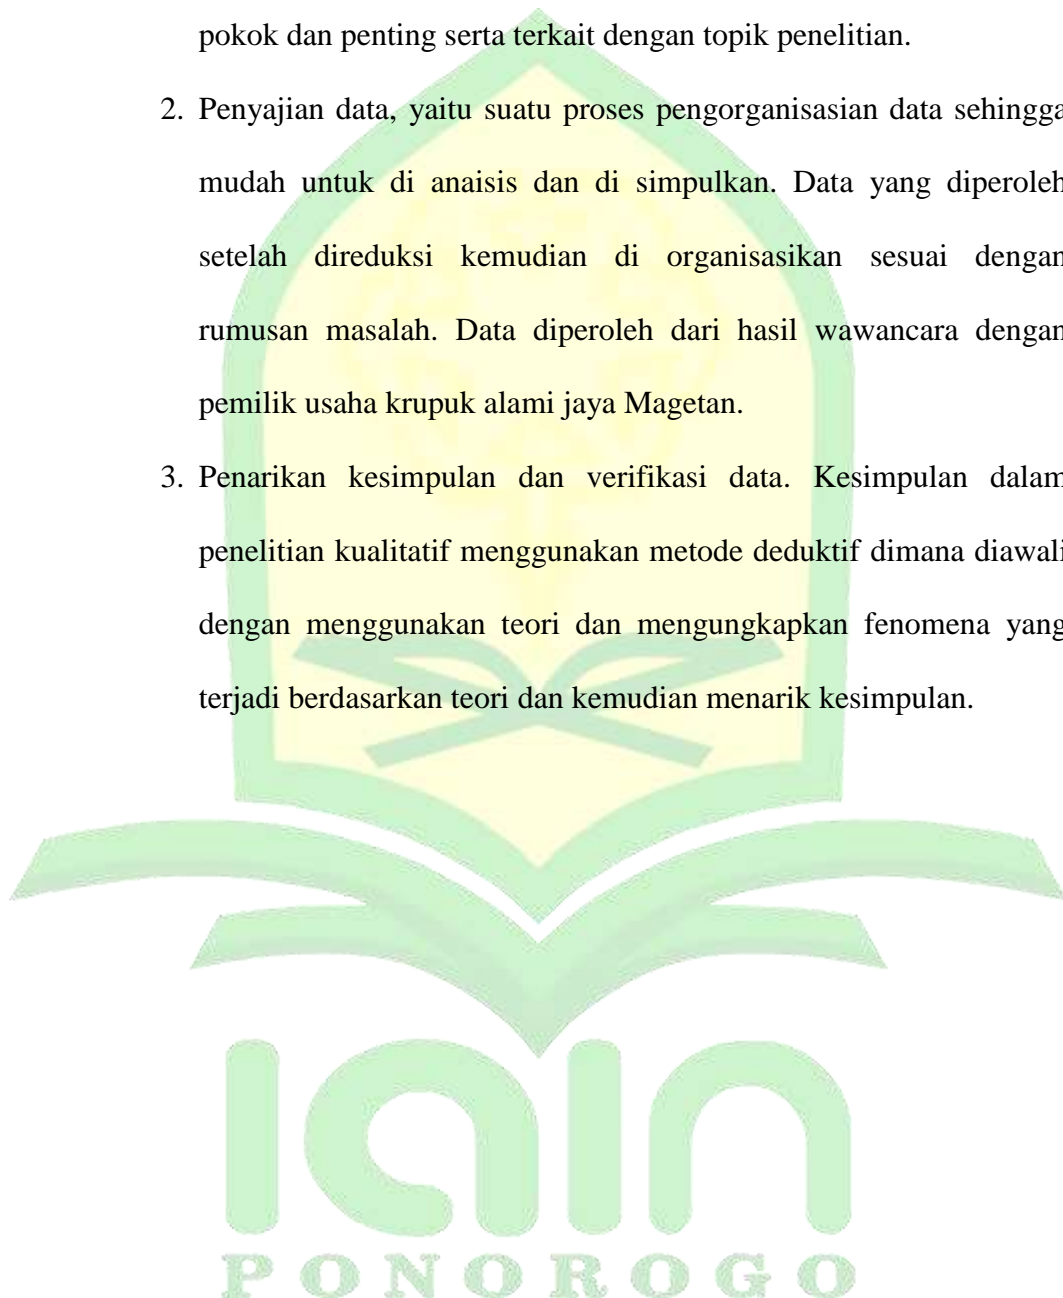 pokok dan penting serta terkait dengan topik penelitian.
2. Penyajian data, yaitu suatu proses pengorganisasian data sehingga
mudah untuk di anaisis dan di simpulkan. Data yang diperoleh
setelah direduksi kemudian di organisasikan sesuai dengan
rumusan masalah. Data diperoleh dari hasil wawancara dengan
pemilik usaha krupuk alami jaya Magetan.
3. Penarikan kesimpulan dan verifikasi data. Kesimpulan dalam
penelitian kualitatif menggunakan metode deduktif dimana diawali
dengan menggunakan teori dan mengungkapkan fenomena yang
terjadi berdasarkan teori dan kemudian menarik kesimpulan.
iain
PONOROGO